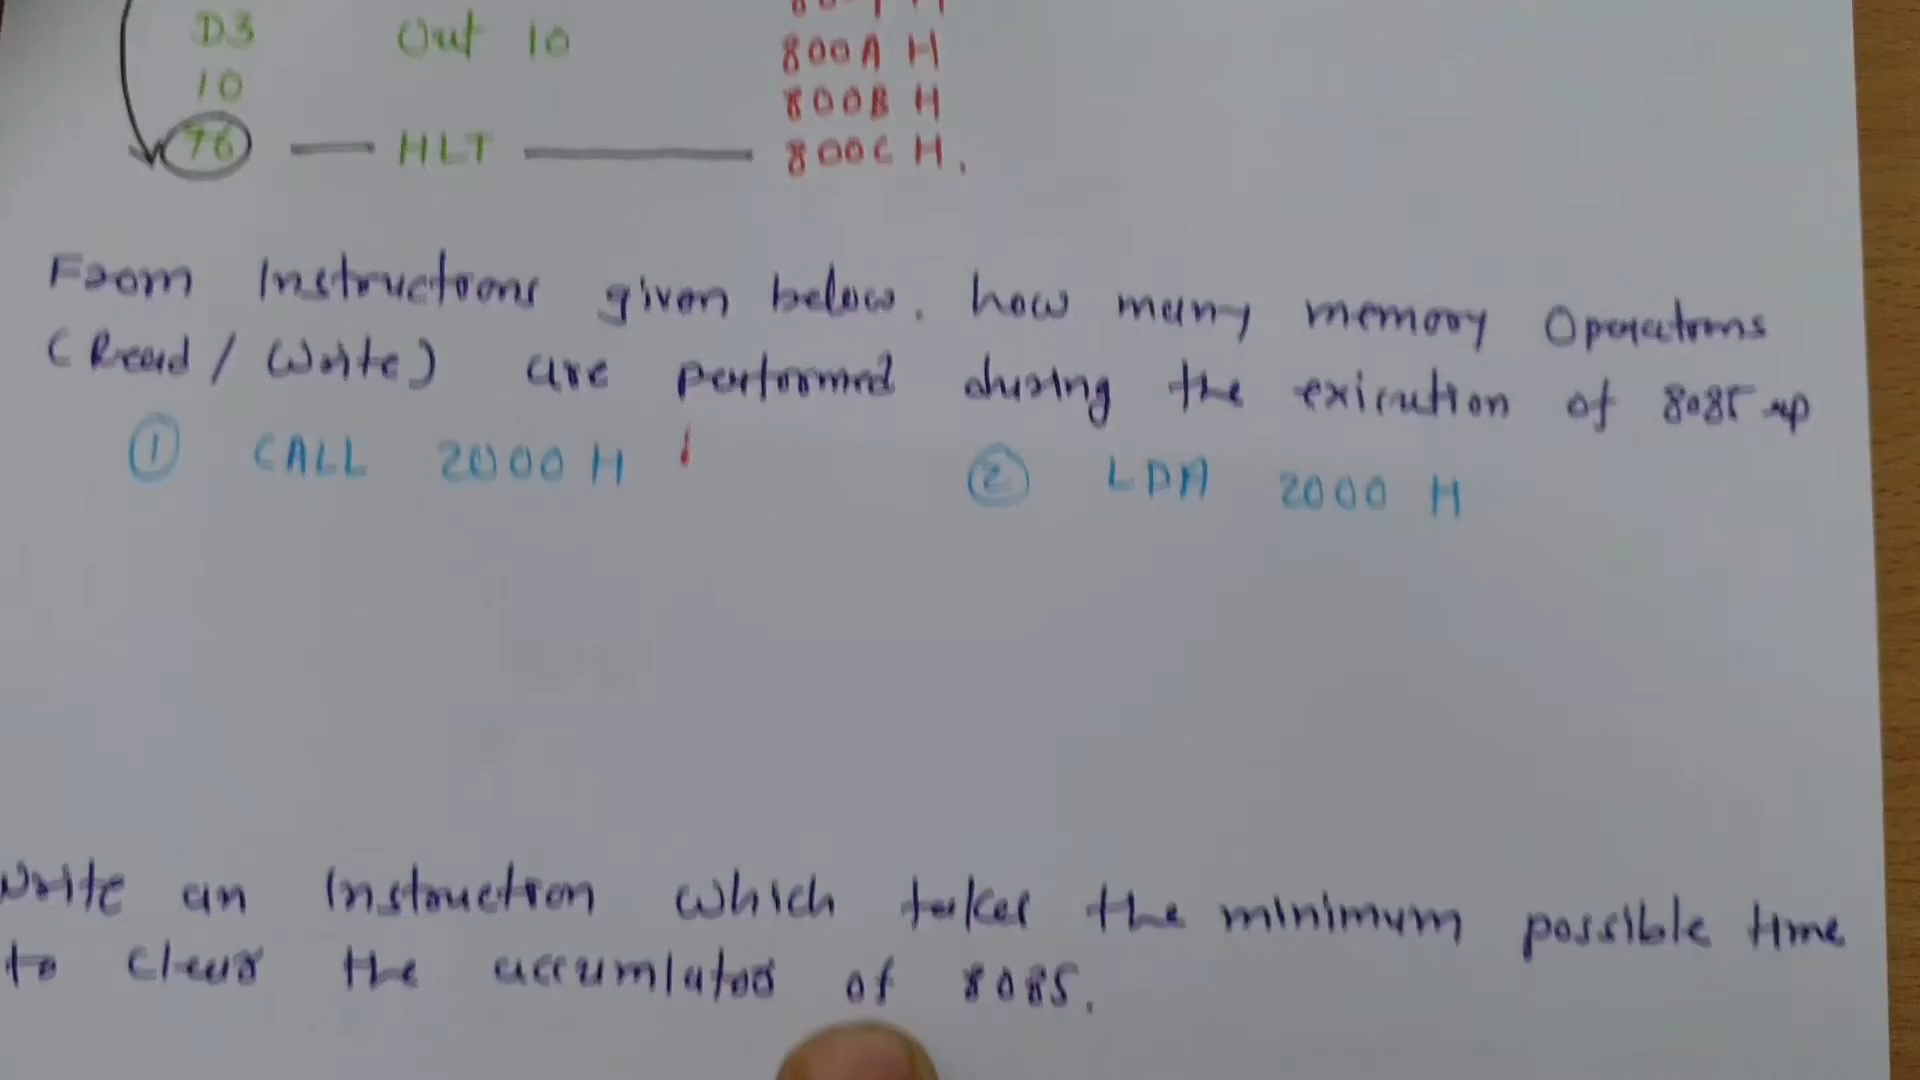 D3 Out 10 800A H
10 800B H
76 HLT 800C H.
From Instructions given below. how many memory Operations
(Read / Write) are performed during the exicution of 8085 up
① CALL 2000 H
② LDA 2000 H
Write an Instruction which takes the minimum possible time
to clear the accumlator of 8085.